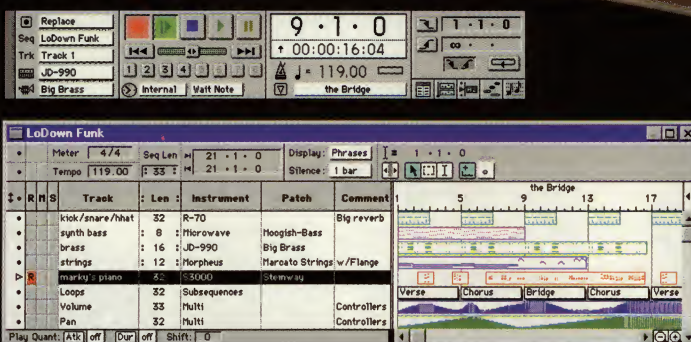 Replace
Seq LoDown Funk
Trk Track 1
JD-990
Big Brass
1 2 3 4 5 6 7 8
Internal Wait Note
9 · 1 · 0
00:00:16:04
= 119.00
the Bridge
1 · 1 · 0
∞ · ·
LoDown Funk
Meter 4/4 Seq Len 21 · 1 · 0 Display: Phrases 1 · 1 · 0
Tempo 119.00 : 33 : 21 · 1 · 0 Silence: 1 bar
the Bridge
R M S Track : Len : Instrument Patch Comment 1 5 9 13 17
kick/snare/hhat 32 R-70 Big reverb
synth bass : 8 : Microwave Moogish-Bass
brass : 16 : JD-990 Big Brass
strings : 12 : Morpheus Marcato Strings w/Flange
R marky's piano 32 S3000 Steinway
Loops 32 Subsequences Verse Chorus Bridge Chorus Verse
Volume 33 Multi Controllers
Pan 32 Multi Controllers
Play Quant: Atk off Dur off Shift: 0